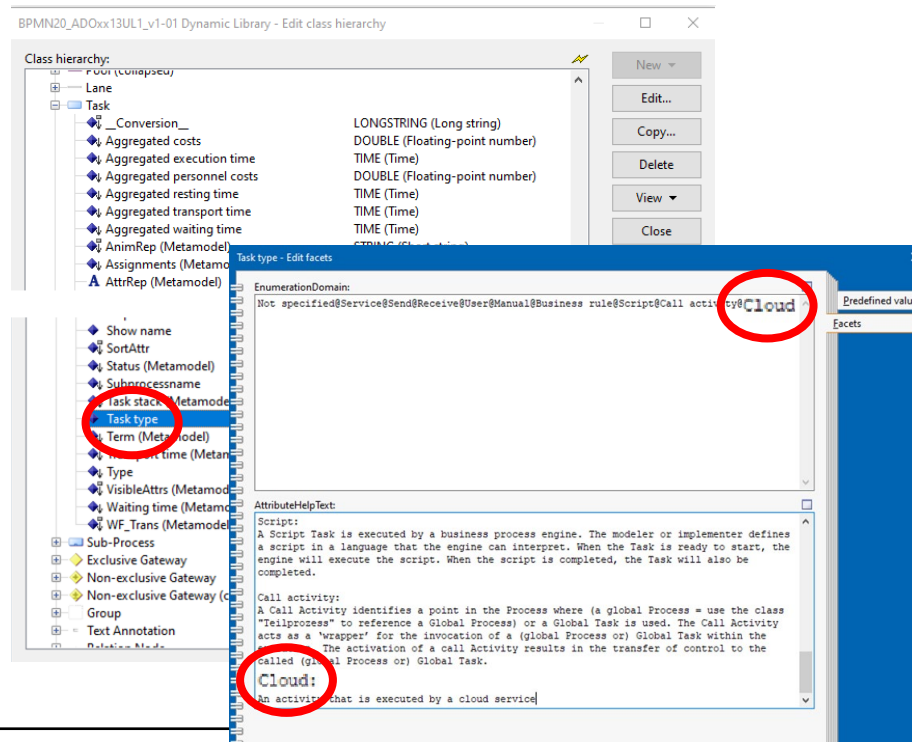 BPMN20_ADOxx13UL1_v1-01 Dynamic Library - Edit class hierarchy
Class hierarchy:
New
Edit...
Copy...
Delete
View
Close
Pool (collapsed)
Lane
Task
__Conversion__ LONGSTRING (Long string)
Aggregated costs DOUBLE (Floating-point number)
Aggregated execution time TIME (Time)
Aggregated personnel costs DOUBLE (Floating-point number)
Aggregated resting time TIME (Time)
Aggregated transport time TIME (Time)
Aggregated waiting time TIME (Time)
AnimRep (Metamodel) STRING (Short string)
Assignments (Metamo
AttrRep (Metamodel)
Show name
SortAttr
Status (Metamodel)
Subprocessname
Task stack (Metamode
Task type
Term (Metamodel)
time (Metam
Type
VisibleAttrs (Metamod
Waiting time (Metamo
WF_Trans (Metamodel
Sub-Process
Exclusive Gateway
Non-exclusive Gateway
Non-exclusive Gateway (c
Group
Text Annotation
Task type - Edit facets
EnumerationDomain:
Not specified@Service@Send@Receive@User@Manual@Business rule@Script@Call activity@Cloud
Predefined valu
Facets
AttributeHelpText:
Script:
A Script Task is executed by a business process engine. The modeler or implementer defines
a script in a language that the engine can interpret. When the Task is ready to start, the
engine will execute the script. When the script is completed, the Task will also be
completed.
Call activity:
A Call Activity identifies a point in the Process where (a global Process = use the class
"Teilprozess" to reference a Global Process) or a Global Task is used. The Call Activity
acts as a 'wrapper' for the invocation of a (global Process or) Global Task within the
The activation of a call Activity results in the transfer of control to the
called (global Process or) Global Task.
Cloud:
An activity that is executed by a cloud service